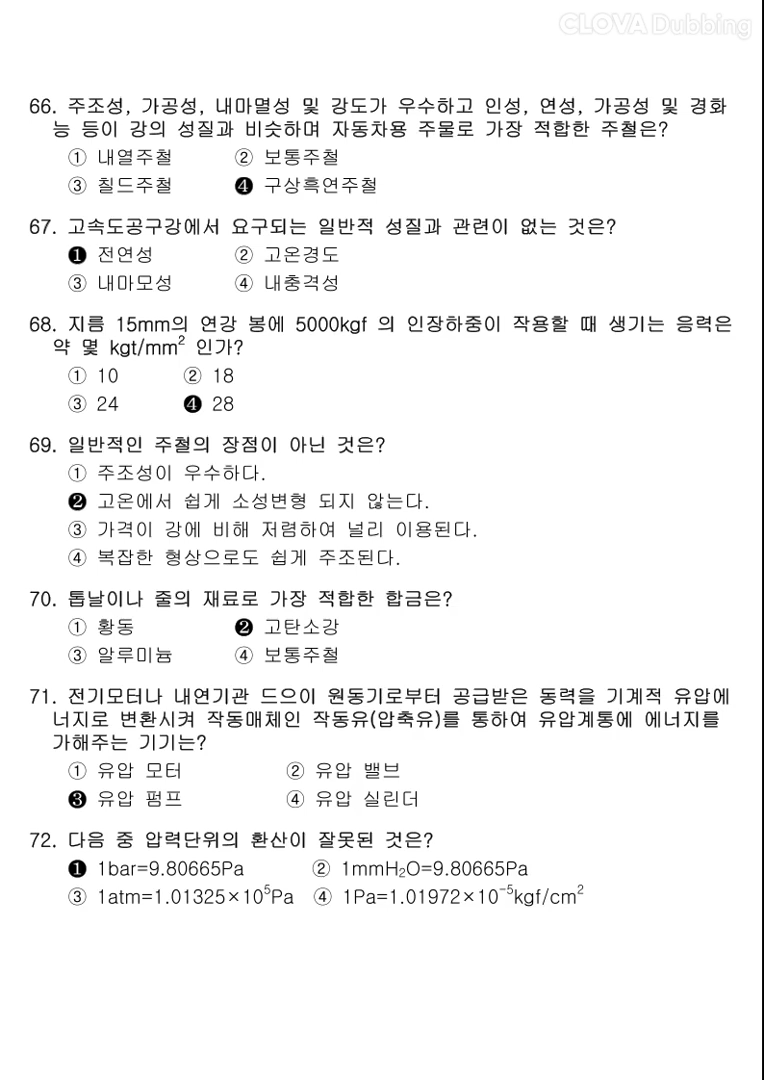 CLOVA Dubbing
66. 주조성, 가공성, 내마멸성 및 강도가 우수하고 인성, 연성, 가공성 및 경화
능 등이 강의 성질과 비슷하며 자동차용 주물로 가장 적합한 주철은?
① 내열주철 ② 보통주철
③ 칠드주철 ❹ 구상흑연주철
67. 고속도공구강에서 요구되는 일반적 성질과 관련이 없는 것은?
❶ 전연성 ② 고온경도
③ 내마모성 ④ 내충격성
68. 지름 15mm의 연강 봉에 5000kgf 의 인장하중이 작용할 때 생기는 응력은
약 몇 kgt/mm² 인가?
① 10 ② 18
③ 24 ❹ 28
69. 일반적인 주철의 장점이 아닌 것은?
① 주조성이 우수하다.
❷ 고온에서 쉽게 소성변형 되지 않는다.
③ 가격이 강에 비해 저렴하여 널리 이용된다.
④ 복잡한 형상으로도 쉽게 주조된다.
70. 톱날이나 줄의 재료로 가장 적합한 합금은?
① 황동 ❷ 고탄소강
③ 알루미늄 ④ 보통주철
71. 전기모터나 내연기관 드으이 원동기로부터 공급받은 동력을 기계적 유압에
너지로 변환시켜 작동매체인 작동유(압축유)를 통하여 유압계통에 에너지를
가해주는 기기는?
① 유압 모터 ② 유압 밸브
❸ 유압 펌프 ④ 유압 실린더
72. 다음 중 압력단위의 환산이 잘못된 것은?
❶ 1bar=9.80665Pa ② 1mmH₂O=9.80665Pa
③ 1atm=1.01325×10⁵Pa ④ 1Pa=1.01972×10⁻⁵kgf/cm²